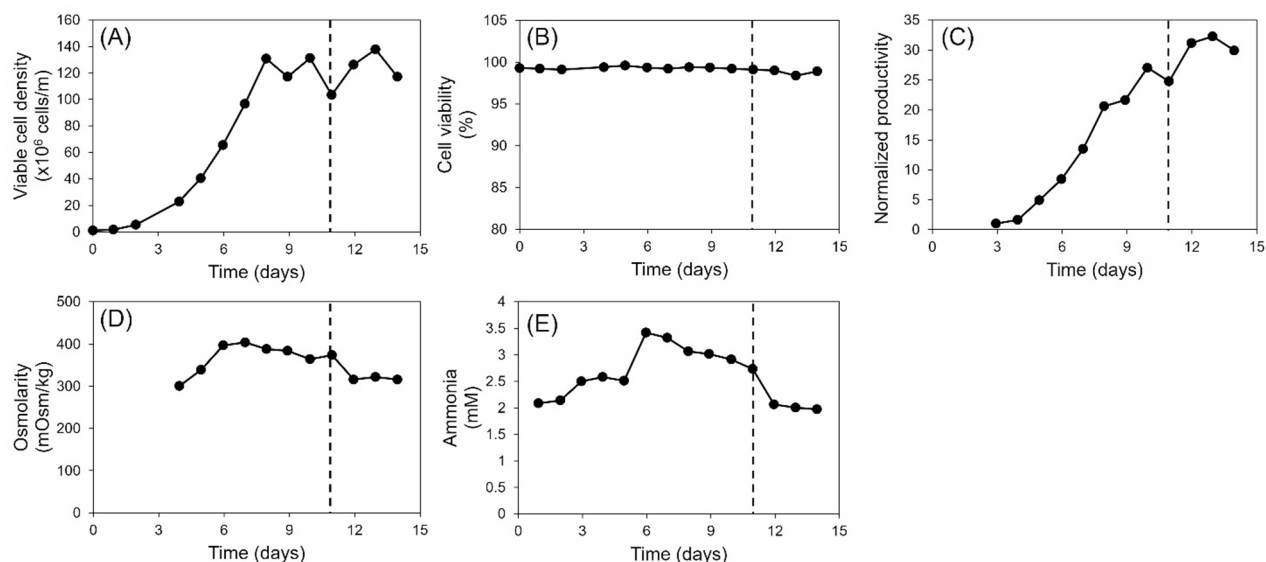 (A)
Viable cell density
(x10⁶ cells/m)
160
140
120
100
80
60
40
20
0
0 3 6 9 12 15
Time (days)
(B)
Cell viability
(%)
105
100
95
90
85
80
0 3 6 9 12 15
Time (days)
(C)
Normalized productivity
35
30
25
20
15
10
5
0
0 3 6 9 12 15
Time (days)
(D)
Osmolarity
(mOsm/kg)
500
400
300
200
100
0
0 3 6 9 12 15
Time (days)
(E)
Ammonia
(mM)
4
3.5
3
2.5
2
1.5
1
0.5
0
0 3 6 9 12 15
Time (days)